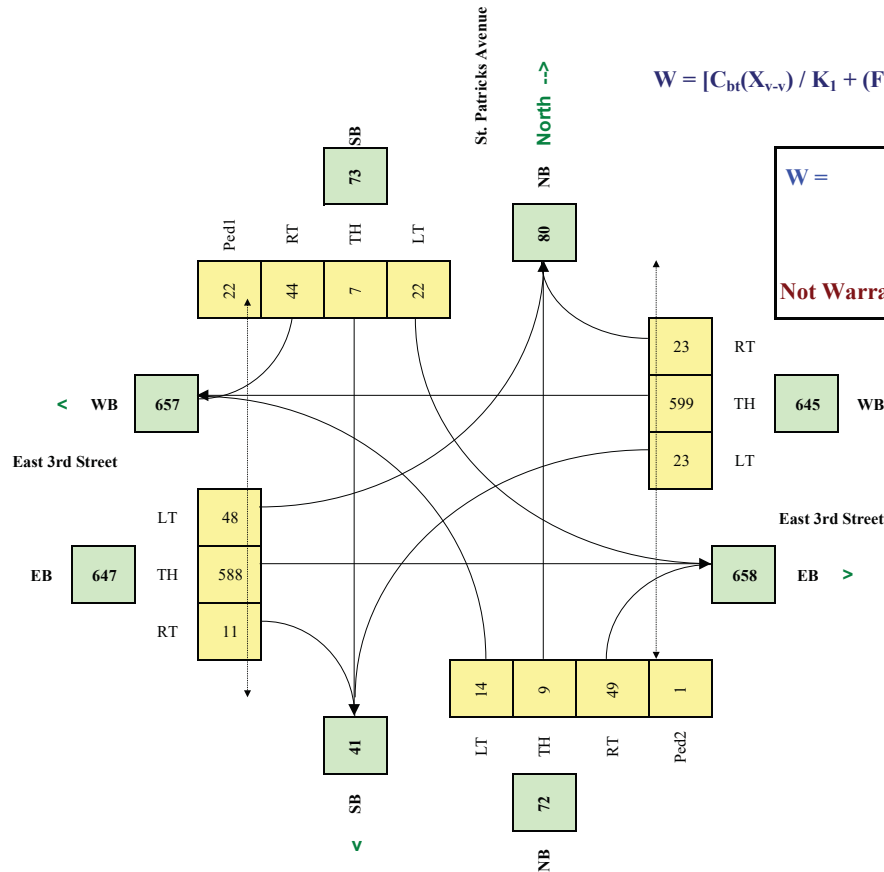 St. Patricks Avenue
North -->
W = [C_bt(X_v-v) / K_1 + (F
SB
73
NB
80
W =
Not Warra
Ped1
RT
TH
LT
22
44
7
22
23
RT
599
TH
23
LT
645
WB
< WB
657
East 3rd Street
East 3rd Street
LT
48
EB
647
TH
588
RT
11
658
EB >
14
9
49
1
LT
TH
RT
Ped2
41
SB
<
72
NB